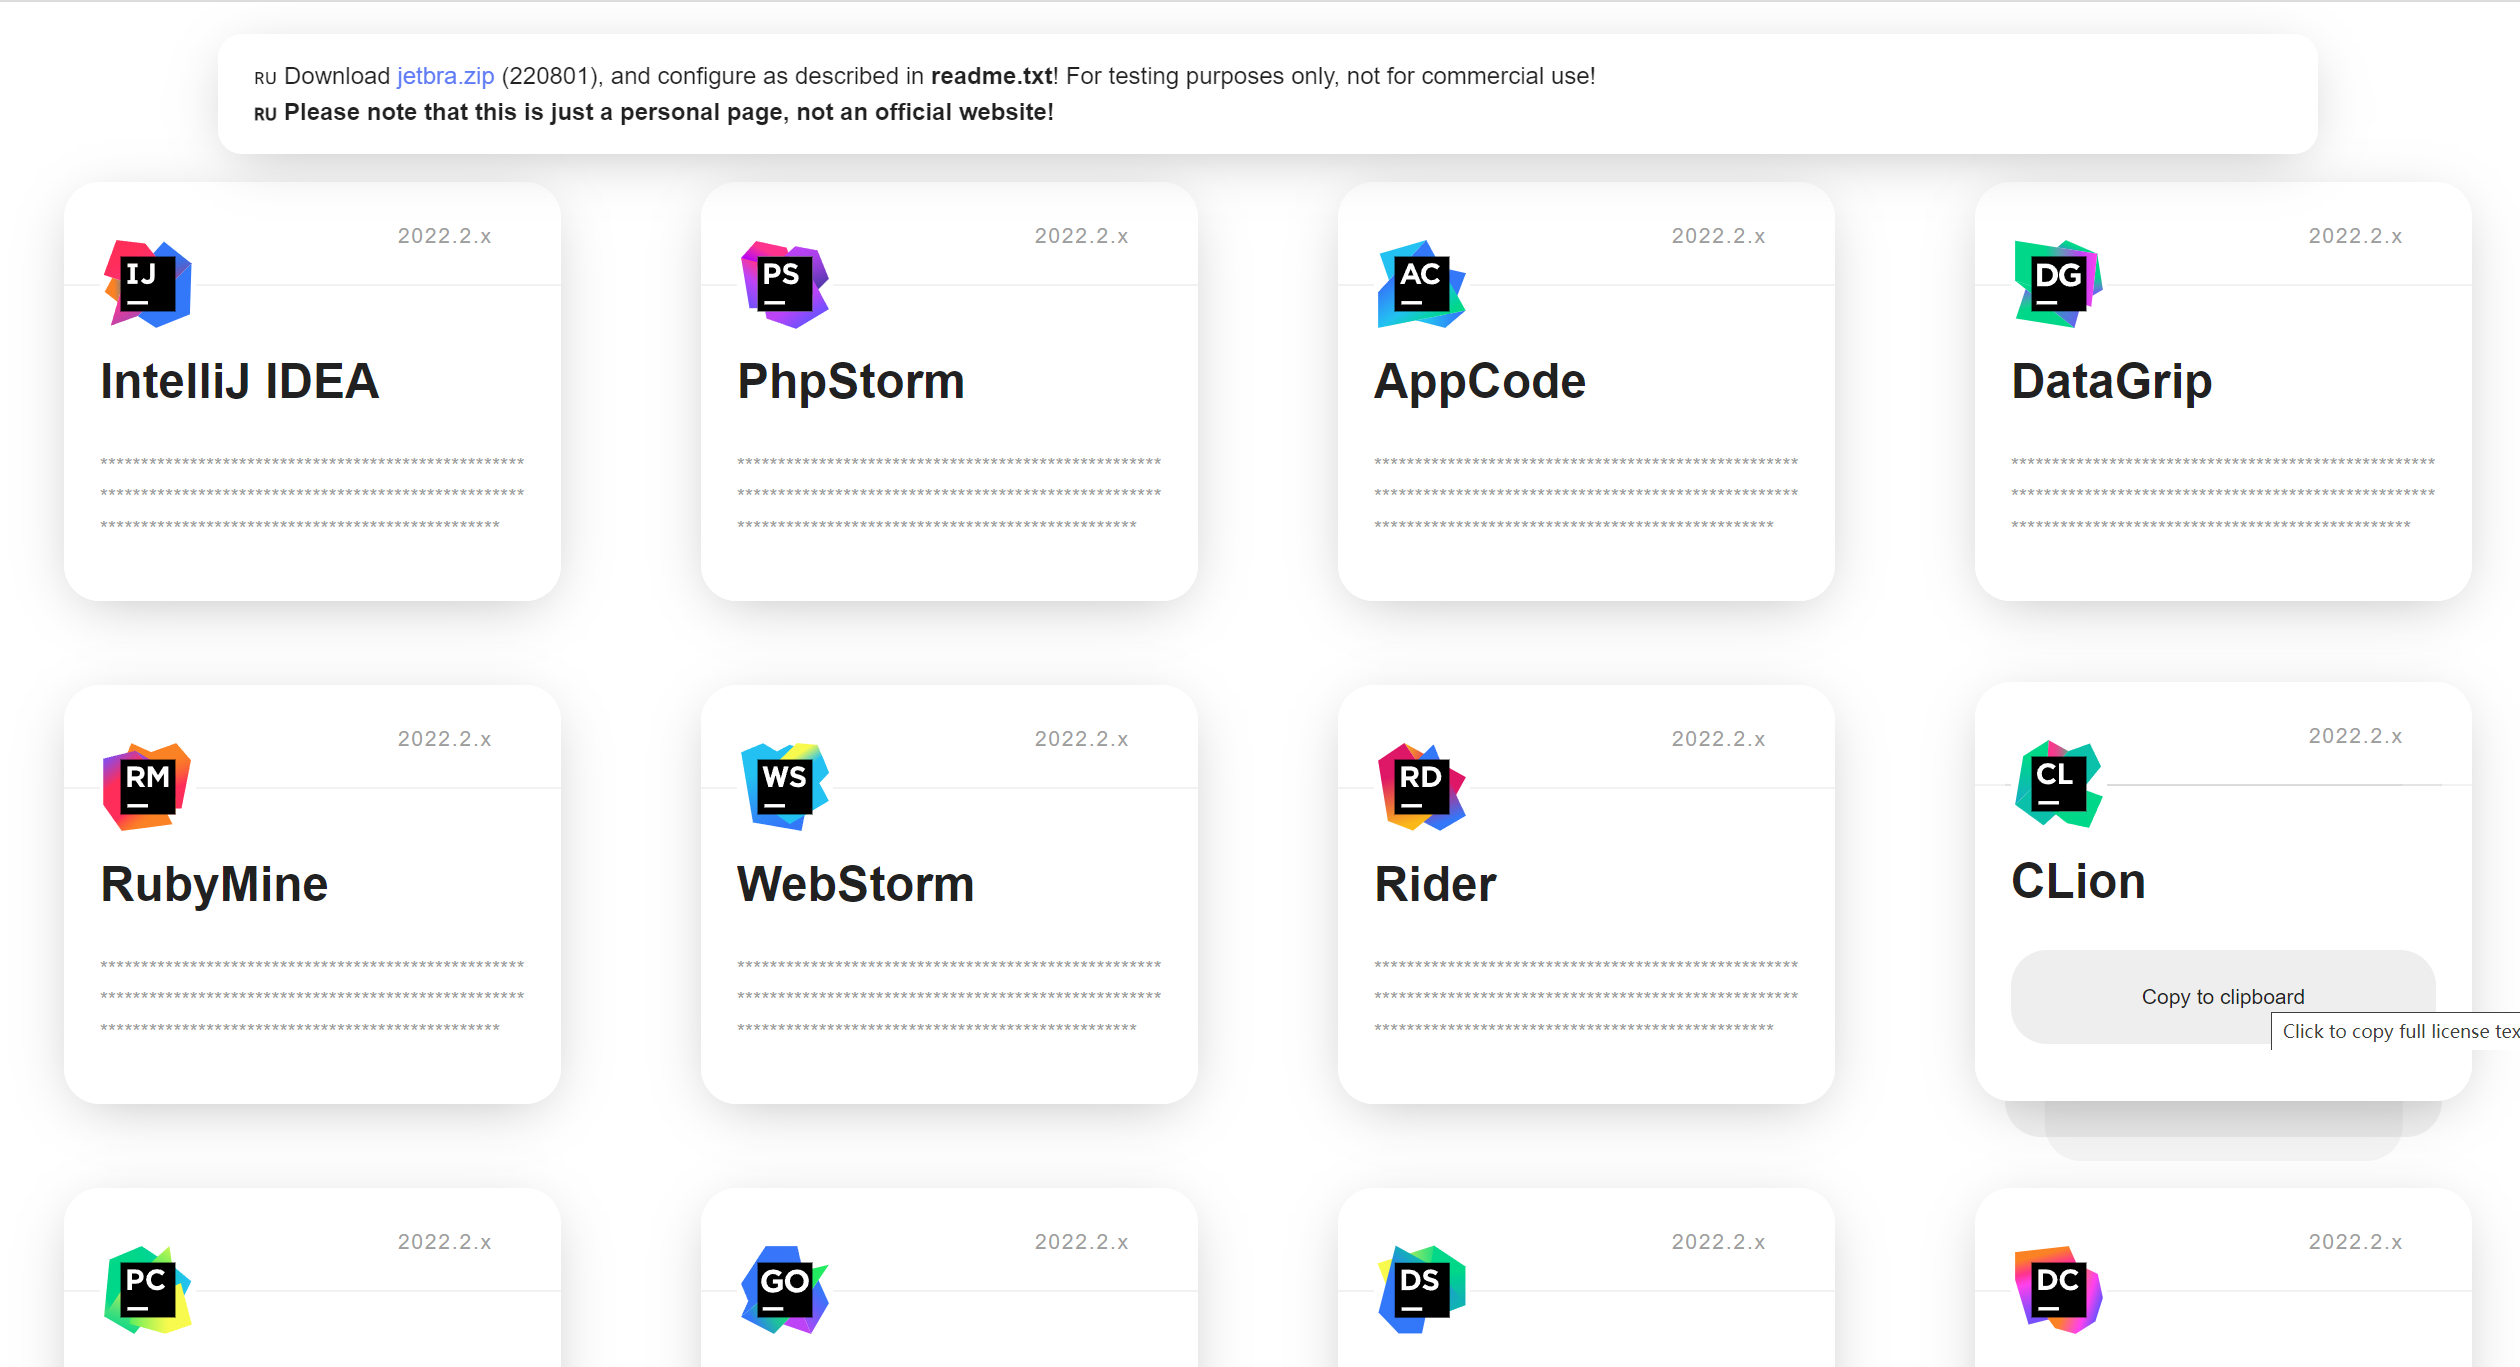 RU Download jetbra.zip (220801), and configure as described in readme.txt! For testing purposes only, not for commercial use!
RU Please note that this is just a personal page, not an official website!
2022.2.x
2022.2.x
2022.2.x
2022.2.x
IJ
PS
AC
DG
IntelliJ IDEA
PhpStorm
AppCode
DataGrip
2022.2.x
2022.2.x
2022.2.x
2022.2.x
RM
WS
RD
CL
RubyMine
WebStorm
Rider
CLion
Copy to clipboard
Click to copy full license tex
2022.2.x
2022.2.x
2022.2.x
2022.2.x
PC
GO
DS
DC